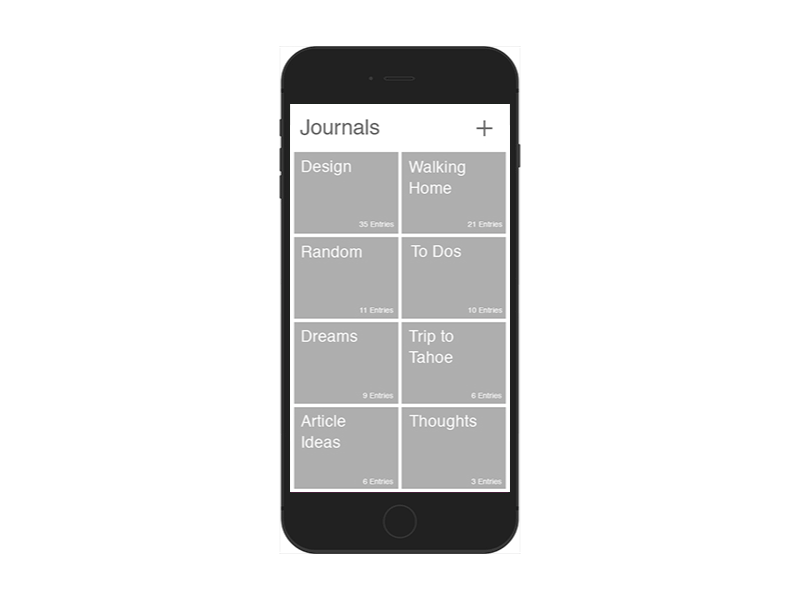 Journals +
Design
35 Entries
Walking
Home
21 Entries
Random
11 Entries
To Dos
10 Entries
Dreams
9 Entries
Trip to
Tahoe
6 Entries
Article
Ideas
6 Entries
Thoughts
3 Entries